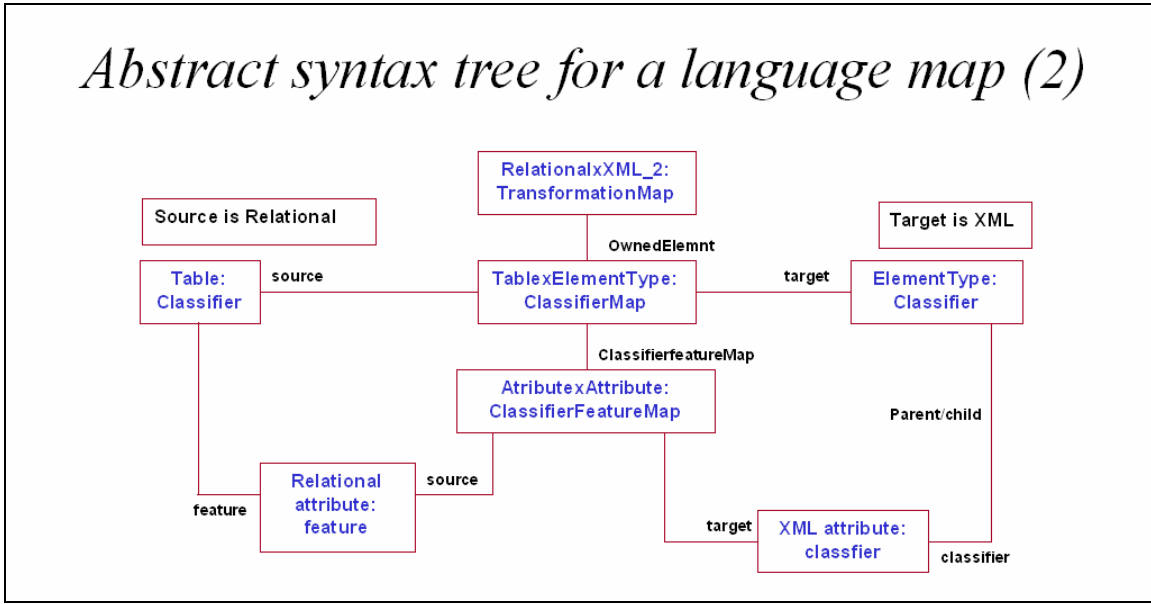 Abstract syntax tree for a language map (2)
RelationalxXML_2:
TransformationMap
Source is Relational
Target is XML
OwnedElemnt
Table:
Classifier
source
TablexElementType:
ClassifierMap
target
ElementType:
Classifier
ClassifierfeatureMap
AtributexAttribute:
ClassifierFeatureMap
Parent/child
Relational
attribute:
feature
source
feature
target
XML attribute:
classfier
classifier